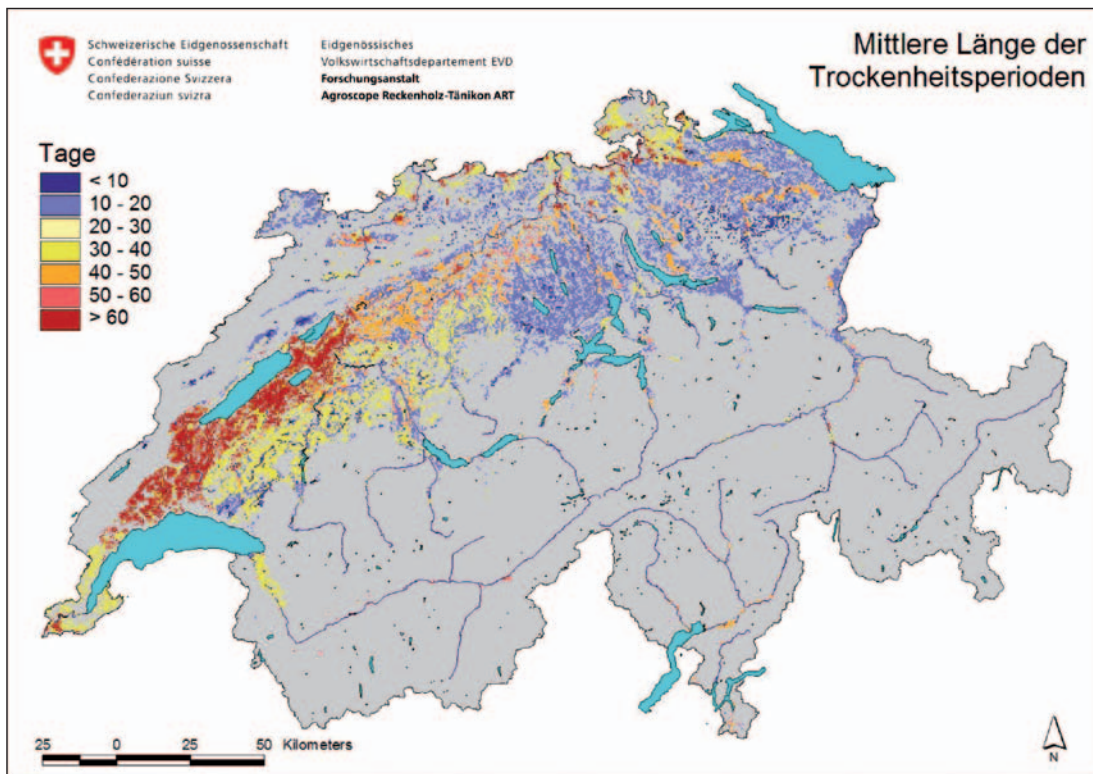 Schweizerische Eidgenossenschaft
Confédération suisse
Confederazione Svizzera
Confederaziun svizra
Eidgenössisches
Volkswirtschaftsdepartement EVD
Forschungsanstalt
Agroscope Reckenholz-Tänikon ART
Mittlere Länge der
Trockenheitsperioden
Tage
< 10
10 - 20
20 - 30
30 - 40
40 - 50
50 - 60
> 60
25 0 25 50 Kilometers
N